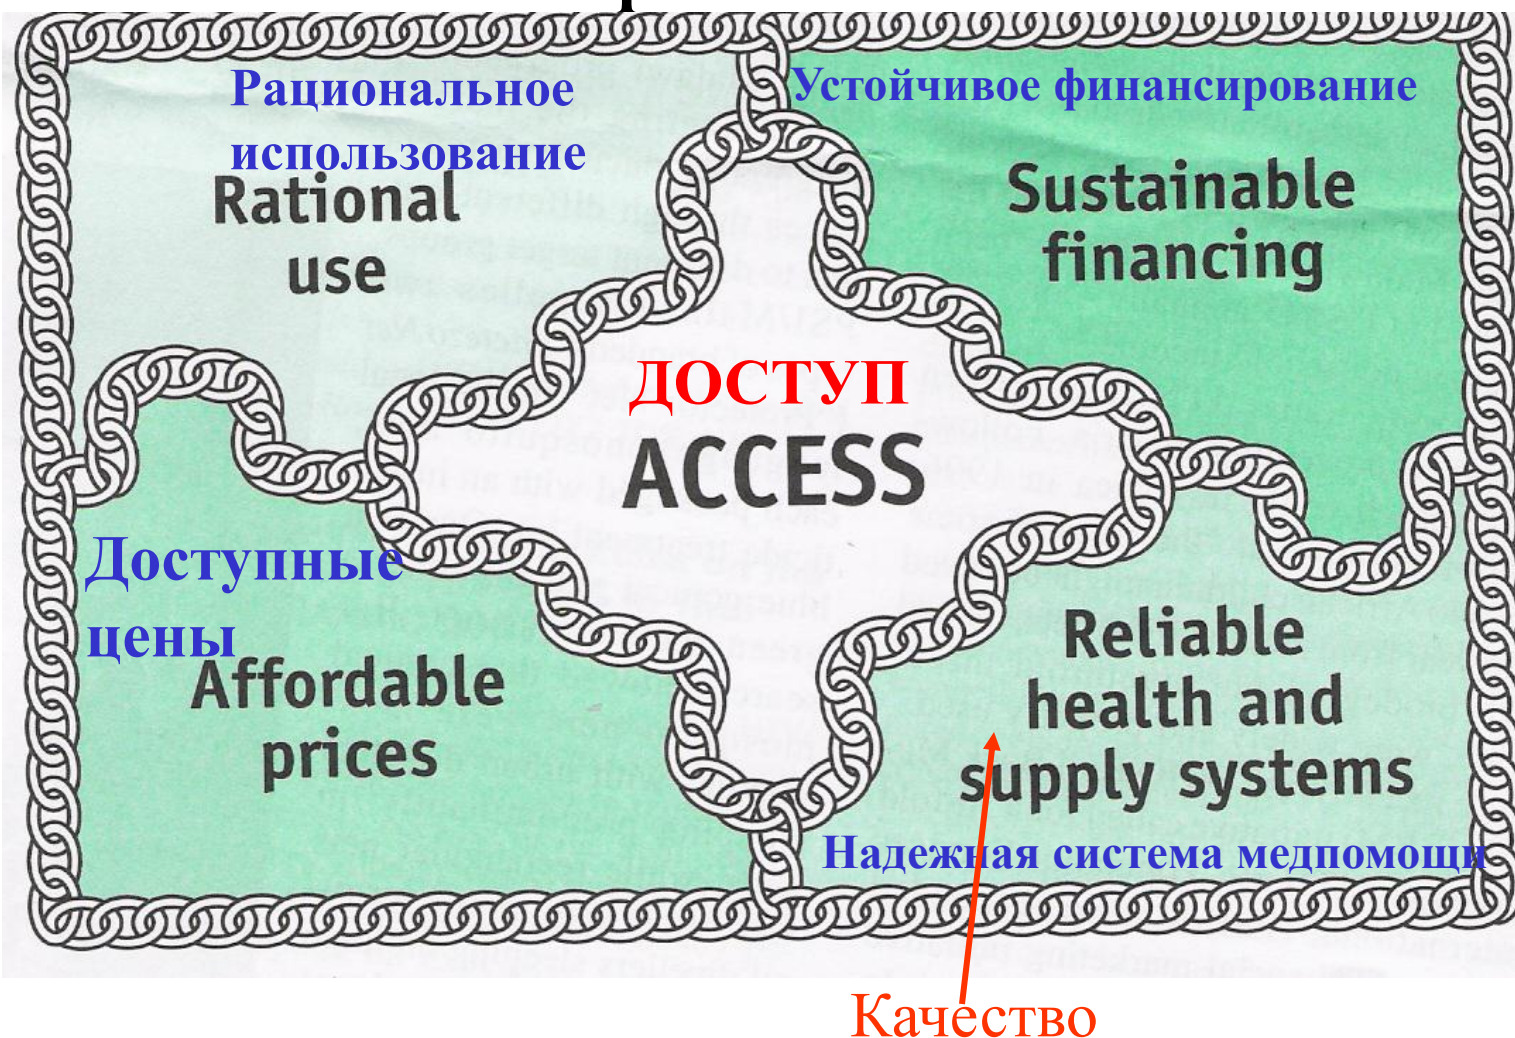 Рациональное
использование
Rational
use
Устойчивое финансирование
Sustainable
financing
ДОСТУП
ACCESS
Доступные
цены
Affordable
prices
Reliable
health and
supply systems
Надежная система медпомощи
Качество